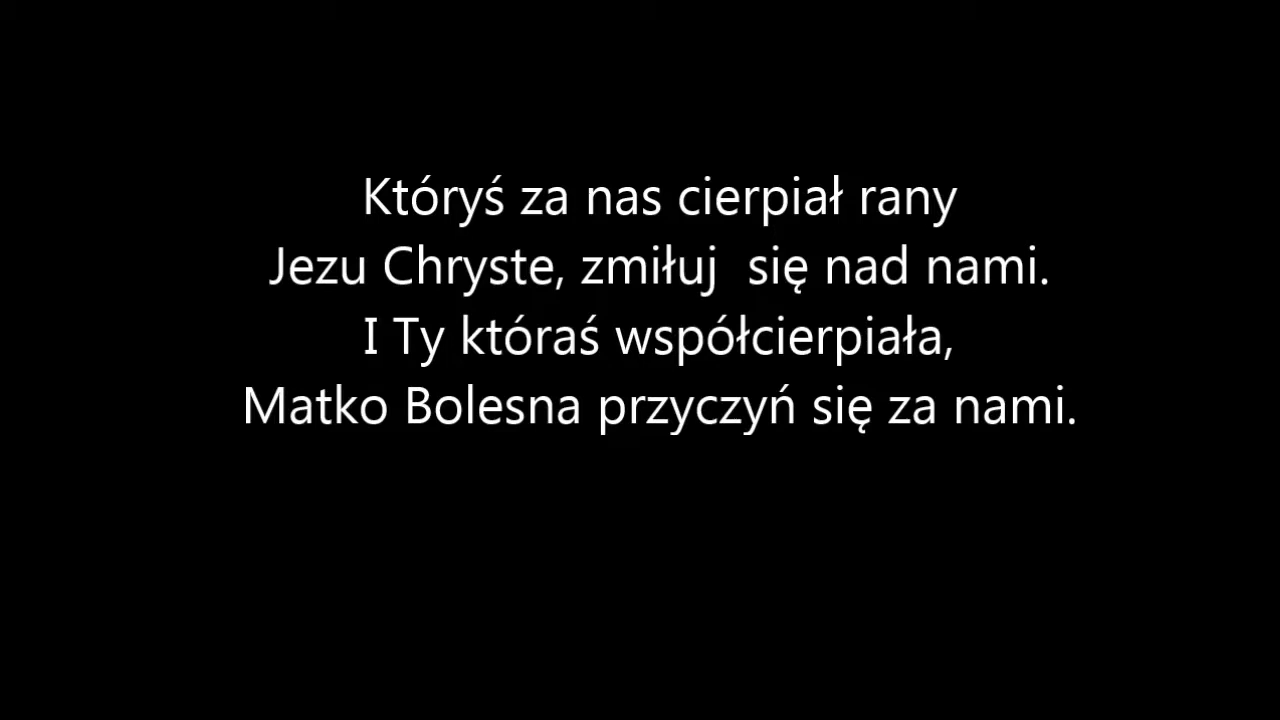 Któryś za nas cierpiał rany
Jezu Chryste, zmiłuj  się nad nami.
I Ty któraś współcierpiała,
Matko Bolesna przyczyń się za nami.